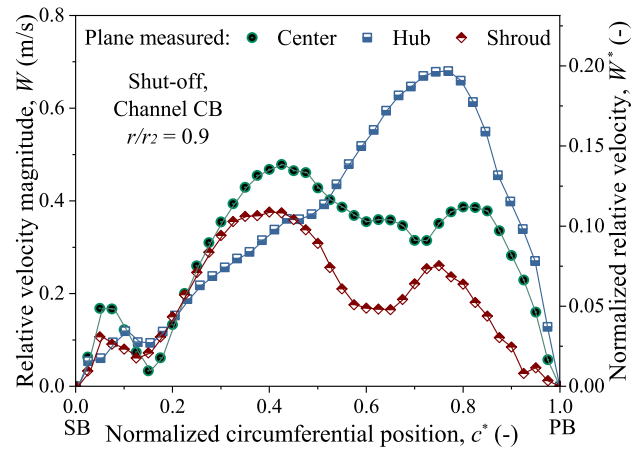 Plane measured: Center Hub Shroud
Shut-off,
Channel CB
r/r2 = 0.9
Relative velocity magnitude, W (m/s)
0.8
0.6
0.4
0.2
0.0
Normalized relative velocity, W* (-)
0.20
0.15
0.10
0.05
0.00
0.0 0.2 0.4 0.6 0.8 1.0
SB PB
Normalized circumferential position, c* (-)